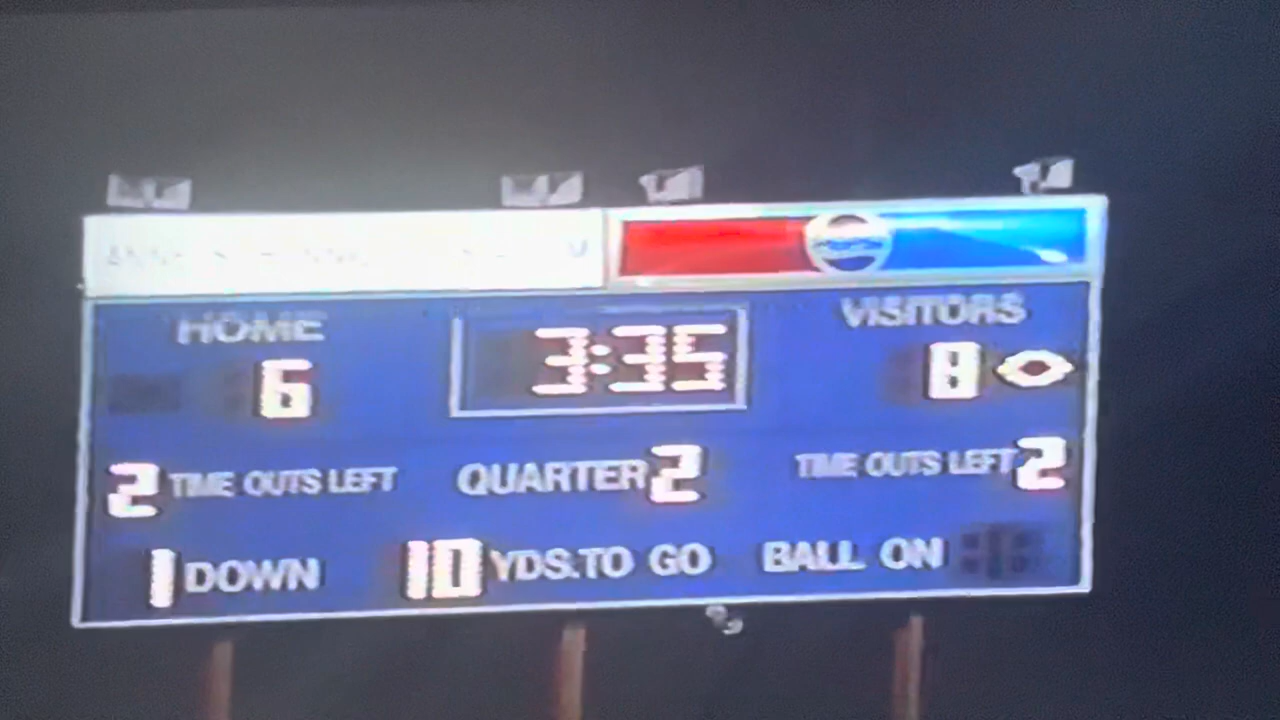 HOME 3:35 VISITORS
6 8
2 TIME OUTS LEFT QUARTER 2 TIME OUTS LEFT 2
1 DOWN 10 YDS.TO GO BALL ON